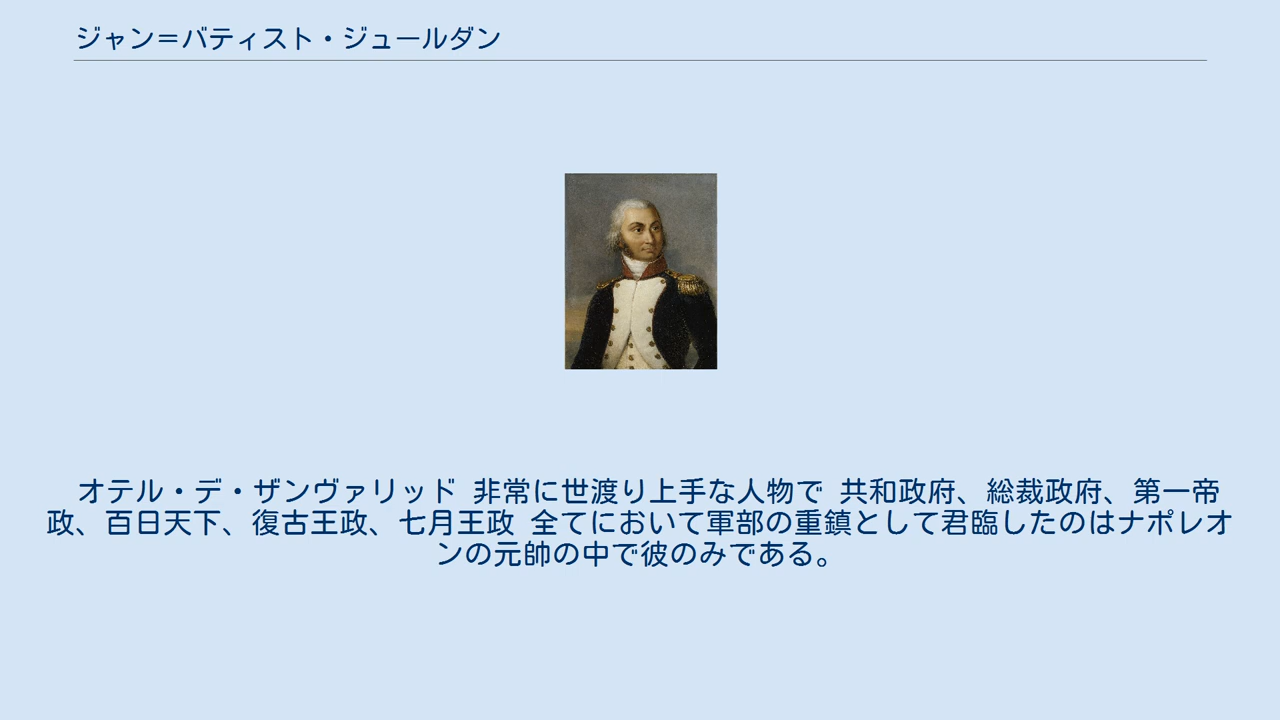 ジャン＝バティスト・ジュールダン
オテル・デ・ザンヴァリッド 非常に世渡り上手な人物で 共和政府、総裁政府、第一帝
政、百日天下、復古王政、七月王政 全てにおいて軍部の重鎮として君臨したのはナポレオ
ンの元帥の中で彼のみである。